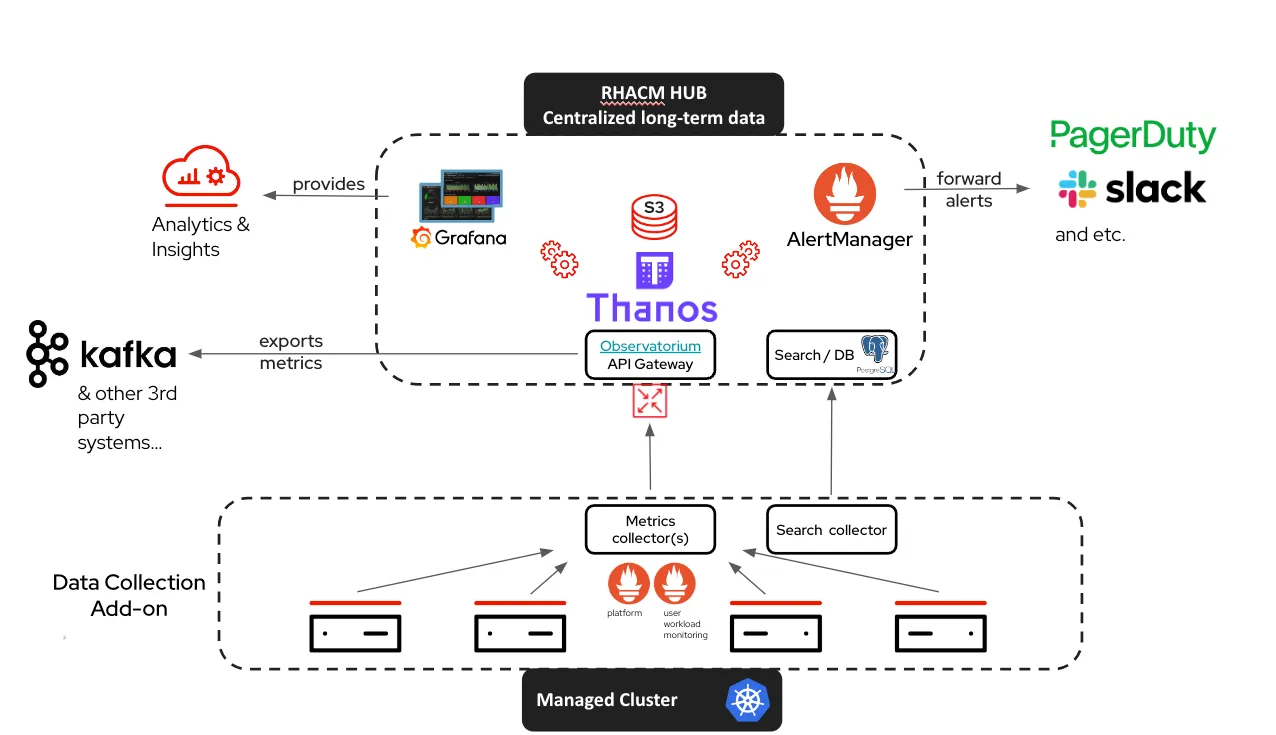 RHACM HUB
Centralized long-term data
PagerDuty
slack
and etc.
forward
alerts
provides
Analytics &
Insights
Grafana
S3
AlertManager
Thanos
kafka
& other 3rd
party
systems...
exports
metrics
Observatorium
API Gateway
Search / DB
PostgreSQL
Metrics
collector(s)
Search collector
Data Collection
Add-on
platform
user
workload
monitoring
Managed Cluster